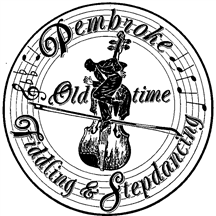 Pembroke
Old time
Fiddling & Stepdancing